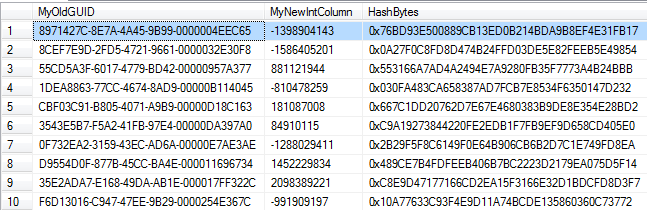 MyOldGUID MyNewIntColumn HashBytes
1 8971427C-8E7A-4A45-9B99-0000004EEC65 -1398904143 0x76BD93E500889CB13ED0B214BDA9B8EF4E31FB17
2 8CEF7E9D-2FD5-4721-9661-0000032E30F8 -1586405201 0x0A27F0C8FD8D474B24FFD03DE5E82FEEB5E49854
3 55CD5A3F-6017-4779-BD42-00000957A377 881121944 0x553166A7AD4A2494E7A9280FB35F7773A4B24BBB
4 1DEA8863-77CC-4674-8AD9-00000B114045 -810478259 0x030FA483CA658387AD7FCB7E8534F6350147D232
5 CBF03C91-B805-4071-A9B9-00000D18C163 181087008 0x667C1DD20762D7E67E4680383B9DE8E354E28BD2
6 3543E5B7-F5A2-41FB-97E4-00000DA397A0 84910115 0xC9A19273844220FE2EDB1F7FB9EF9D658CD405E0
7 0F732EA2-3159-43EC-AD6A-00000E7AE3AE -1288029411 0x2B29F5F8C6149F0E64B906CB6B2D7C1E749FD8EA
8 D9554D0F-877B-45CC-BA4E-000011696734 1452229834 0x489CE7B4FDFEEB406B7BC2223D2179EA075D5F14
9 35E2ADA7-E168-49DA-AB1E-000017FF322C 2098389221 0xC8E9D47177166CD2EA15F3166E32D1BDCFD8D3F7
10 F6D13016-C947-47EE-9B29-0000254E367C -991909197 0x10A77633C93F4E9D11A74BCDE135860360C73772